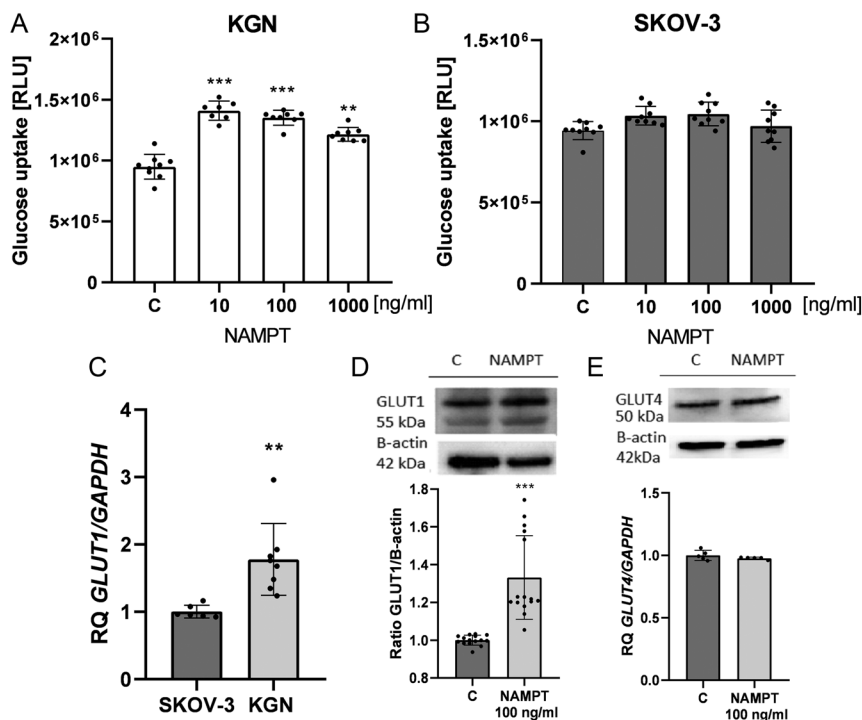 A
KGN
Glucose uptake [RLU]
2×10⁶
1.5×10⁶
1×10⁶
5×10⁵
0
***
***
**
C
10
100
1000
[ng/ml]
NAMPT
B
SKOV-3
Glucose uptake [RLU]
1.5×10⁶
1×10⁶
5×10⁵
0
C
10
100
1000
[ng/ml]
NAMPT
C
RQ GLUT1/GAPDH
4
3
2
1
0
**
SKOV-3
KGN
D
C
NAMPT
GLUT1
55 kDa
B-actin
42 kDa
Ratio GLUT1/B-actin
1.8
1.6
1.4
1.2
1.0
0.8
***
C
NAMPT
100 ng/ml
E
C
NAMPT
GLUT4
50 kDa
B-actin
42kDa
RQ GLUT4/GAPDH
1.5
1.0
0.5
0.0
C
NAMPT
100 ng/ml